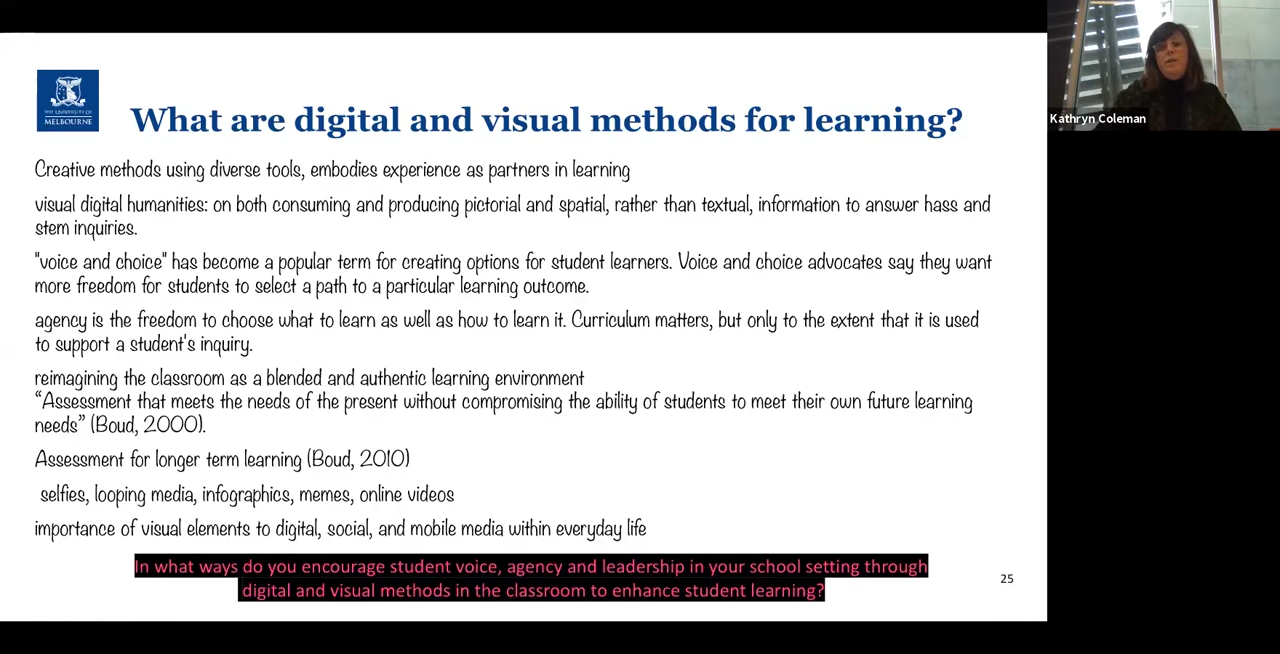 THE UNIVERSITY OF
MELBOURNE
What are digital and visual methods for learning?
Kathryn Coleman
Creative methods using diverse tools, embodies experience as partners in learning
visual digital humanities: on both consuming and producing pictorial and spatial, rather than textual, information to answer hass and
stem inquiries.
"voice and choice" has become a popular term for creating options for student learners. Voice and choice advocates say they want
more freedom for students to select a path to a particular learning outcome.
agency is the freedom to choose what to learn as well as how to learn it. Curriculum matters, but only to the extent that it is used
to support a student's inquiry.
reimagining the classroom as a blended and authentic learning environment
“Assessment that meets the needs of the present without compromising the ability of students to meet their own future learning
needs” (Boud, 2000).
Assessment for longer term learning (Boud, 2010)
selfies, looping media, infographics, memes, online videos
importance of visual elements to digital, social, and mobile media within everyday life
In what ways do you encourage student voice, agency and leadership in your school setting through
digital and visual methods in the classroom to enhance student learning?
25